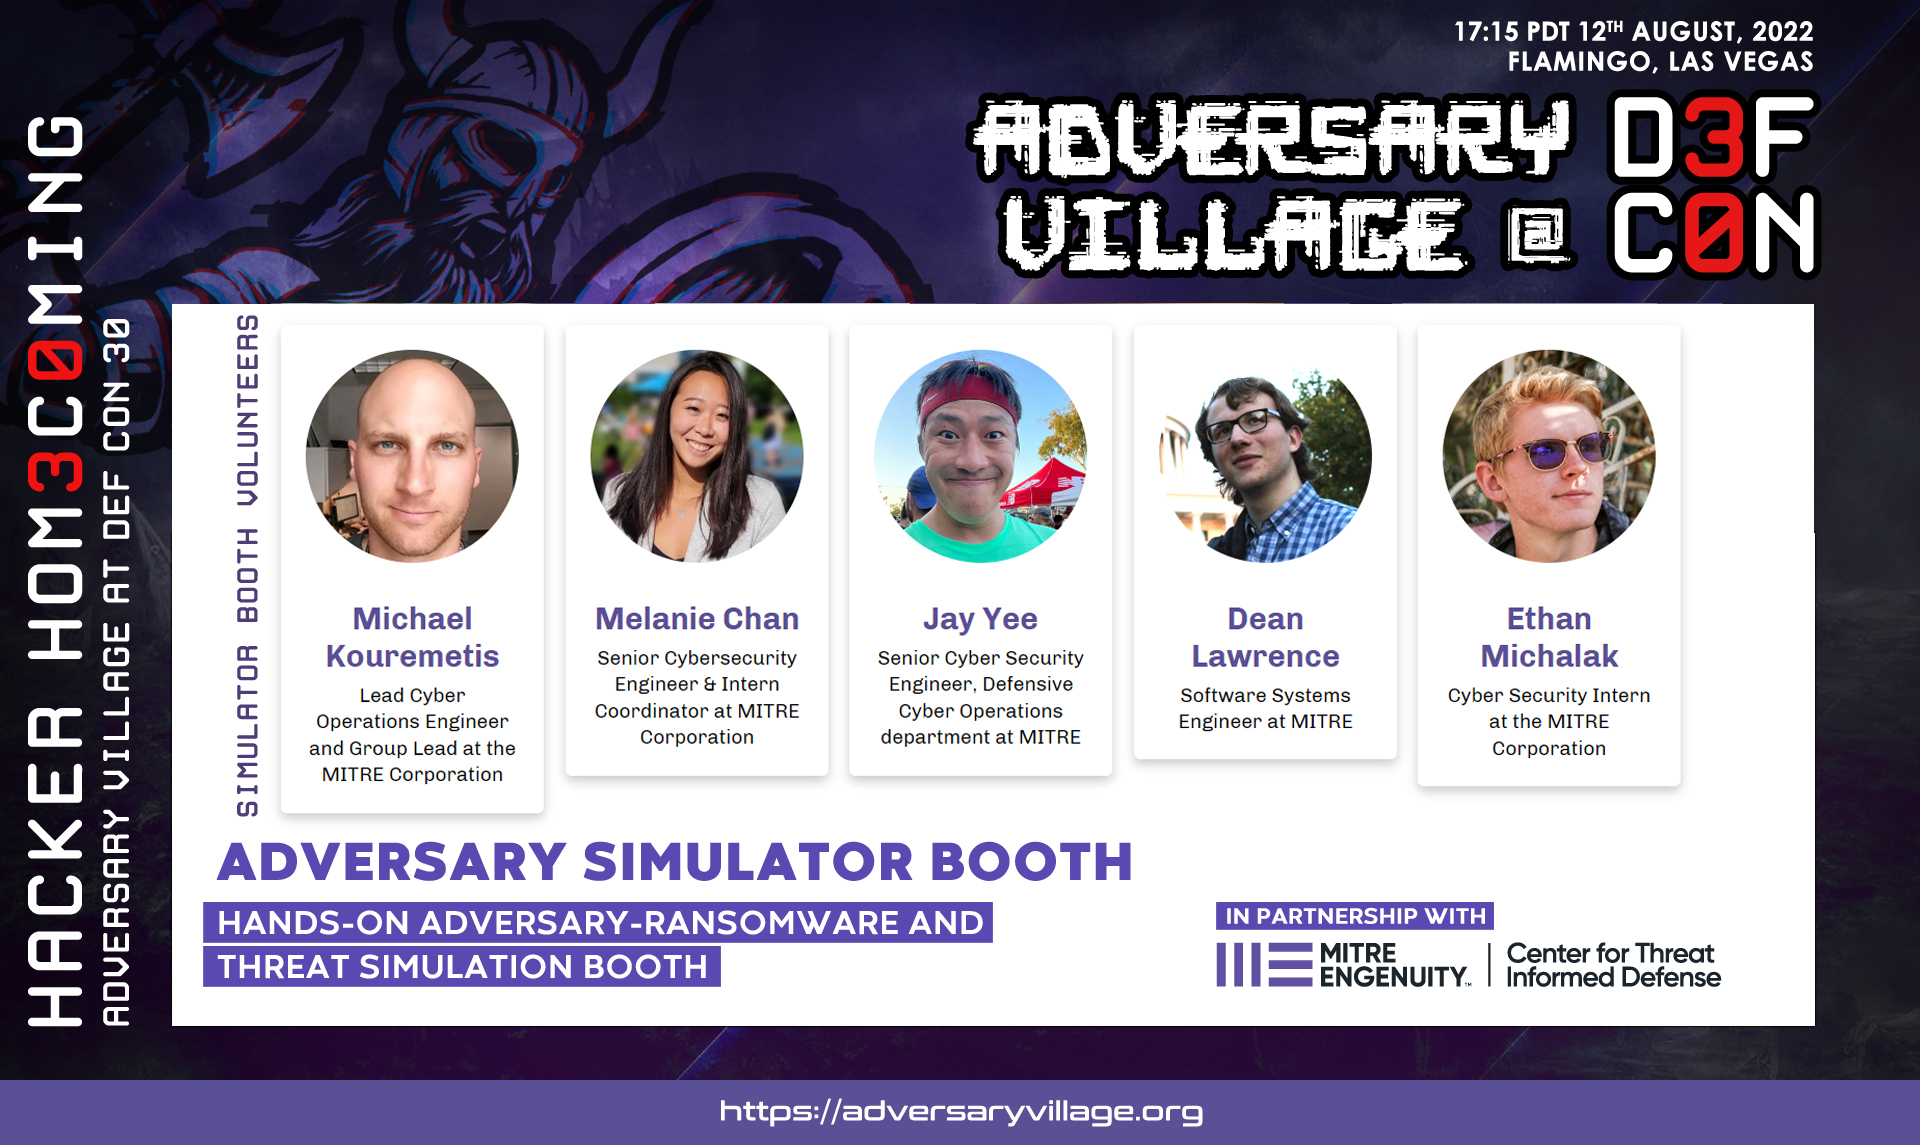 17:15 PDT 12TH AUGUST, 2022
FLAMINGO, LAS VEGAS
ADVERSARY
VILLAGE @
D3F
C0N
HACKER HOM3C0MING
ADVERSARY VILLAGE AT DEF CON 30
SIMULATOR BOOTH VOLUNTEERS
Michael
Kouremetis
Lead Cyber
Operations Engineer
and Group Lead at the
MITRE Corporation
Melanie Chan
Senior Cybersecurity
Engineer & Intern
Coordinator at MITRE
Corporation
Jay Yee
Senior Cyber Security
Engineer, Defensive
Cyber Operations
department at MITRE
Dean
Lawrence
Software Systems
Engineer at MITRE
Ethan
Michalak
Cyber Security Intern
at the MITRE
Corporation
ADVERSARY SIMULATOR BOOTH
HANDS-ON ADVERSARY-RANSOMWARE AND
THREAT SIMULATION BOOTH
IN PARTNERSHIP WITH
MITRE
ENGENUITY™
Center for Threat
Informed Defense
https://adversaryvillage.org